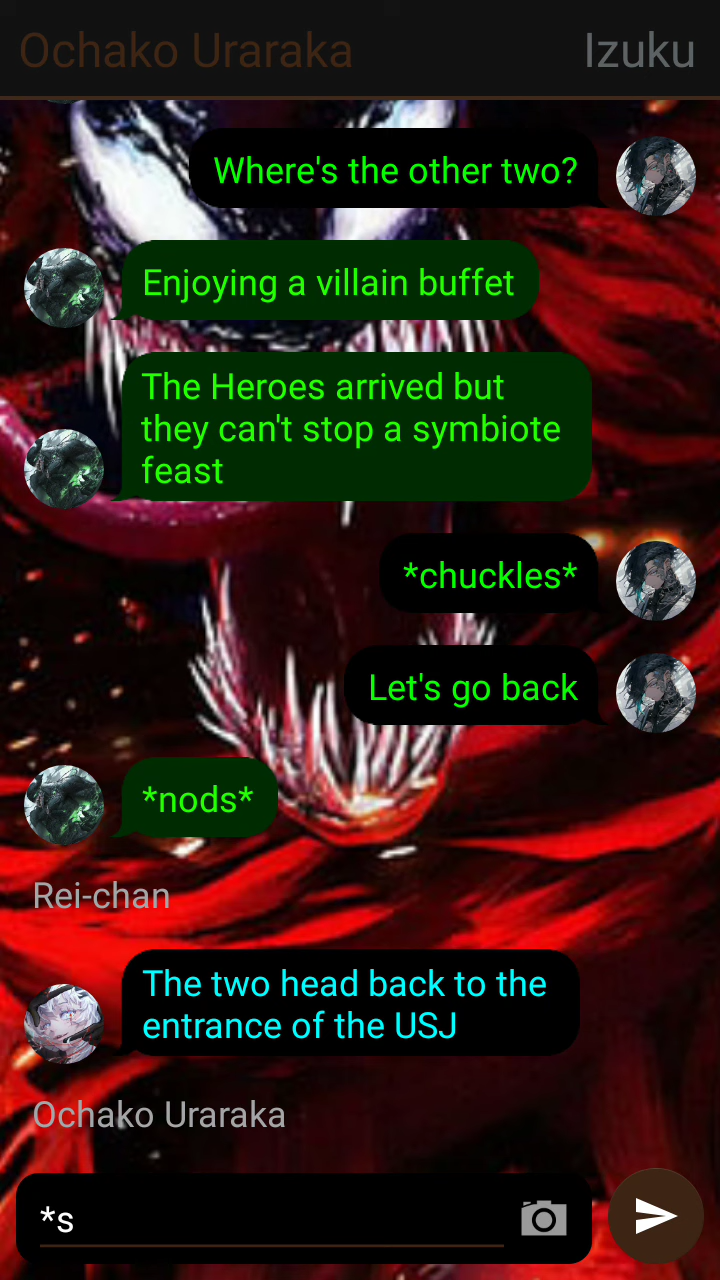 Ochako Uraraka Izuku
Where's the other two?
Enjoying a villain buffet
The Heroes arrived but
they can't stop a symbiote
feast
*chuckles*
Let's go back
*nods*
Rei-chan
The two head back to the
entrance of the USJ
Ochako Uraraka
*s